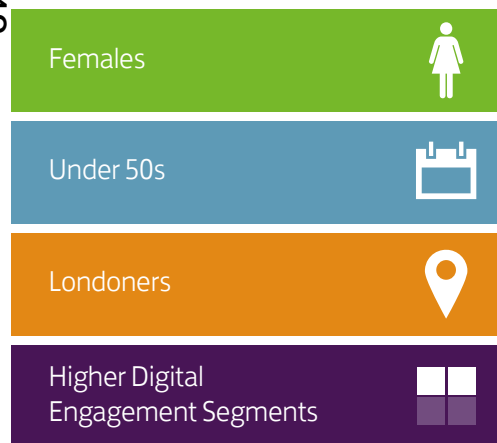 Females
Under 50s
Londoners
Higher Digital
Engagement Segments